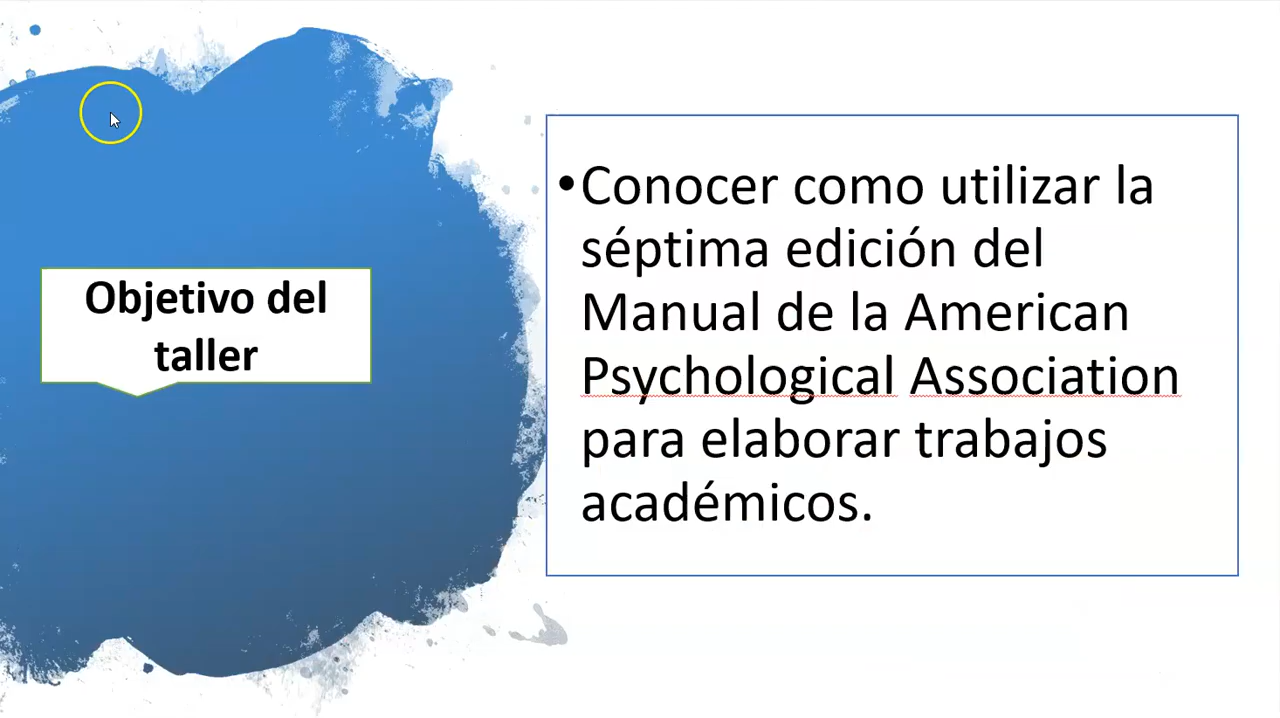 Objetivo del
taller
•Conocer como utilizar la
séptima edición del
Manual de la American
Psychological Association
para elaborar trabajos
académicos.